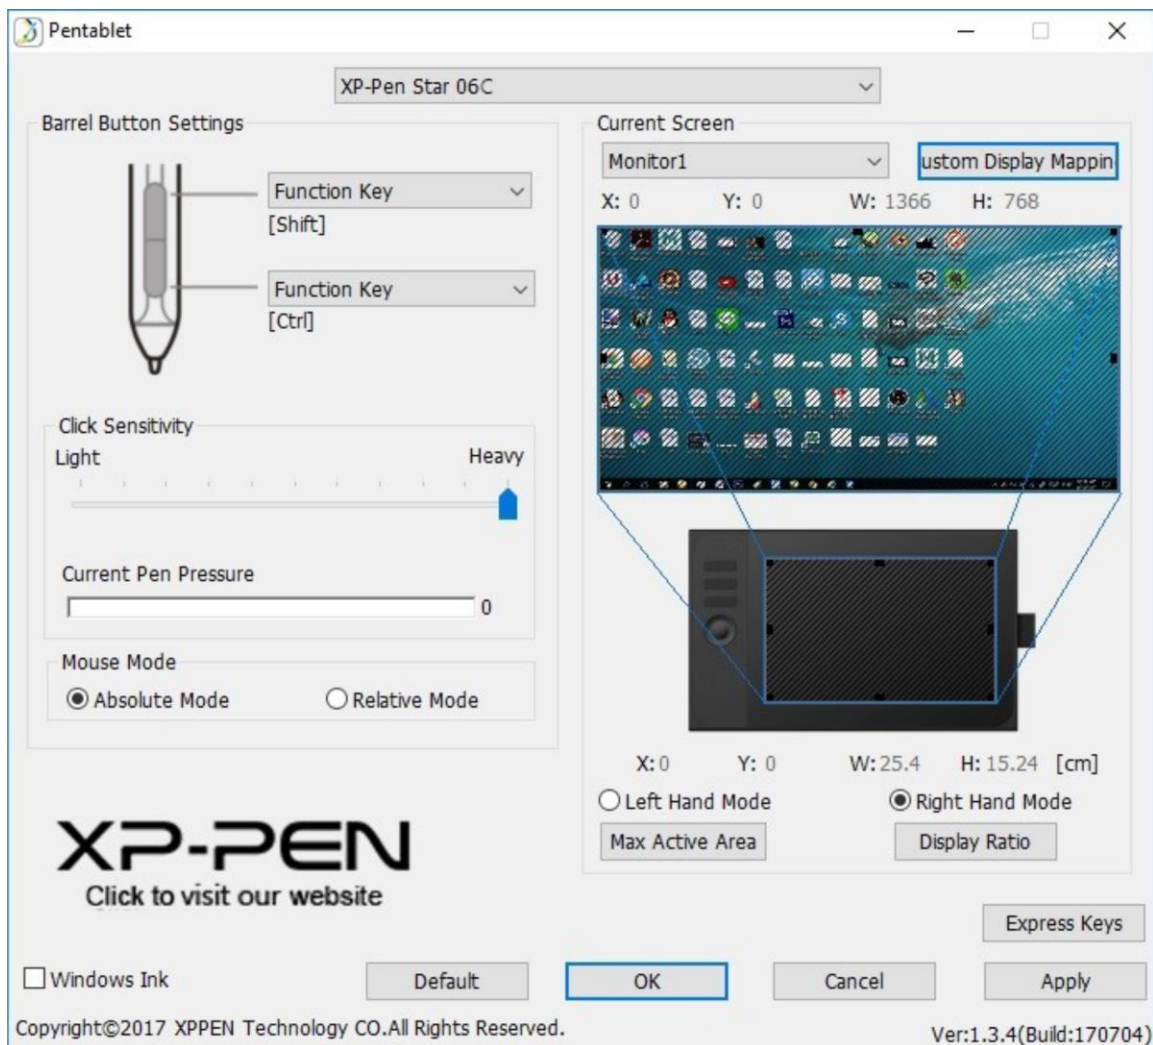 Pentablet
XP-Pen Star 06C
Barrel Button Settings
Function Key
[Shift]
Function Key
[Ctrl]
Click Sensitivity
Light Heavy
Current Pen Pressure
0
Mouse Mode
Absolute Mode Relative Mode
XP-PEN
Click to visit our website
Current Screen
Monitor1 ustom Display Mappin
X: 0 Y: 0 W: 1366 H: 768
X: 0 Y: 0 W: 25.4 H: 15.24 [cm]
Left Hand Mode Right Hand Mode
Max Active Area Display Ratio
Express Keys
Windows Ink Default OK Cancel Apply
Copyright©2017 XPPEN Technology CO.All Rights Reserved.
Ver:1.3.4(Build:170704)